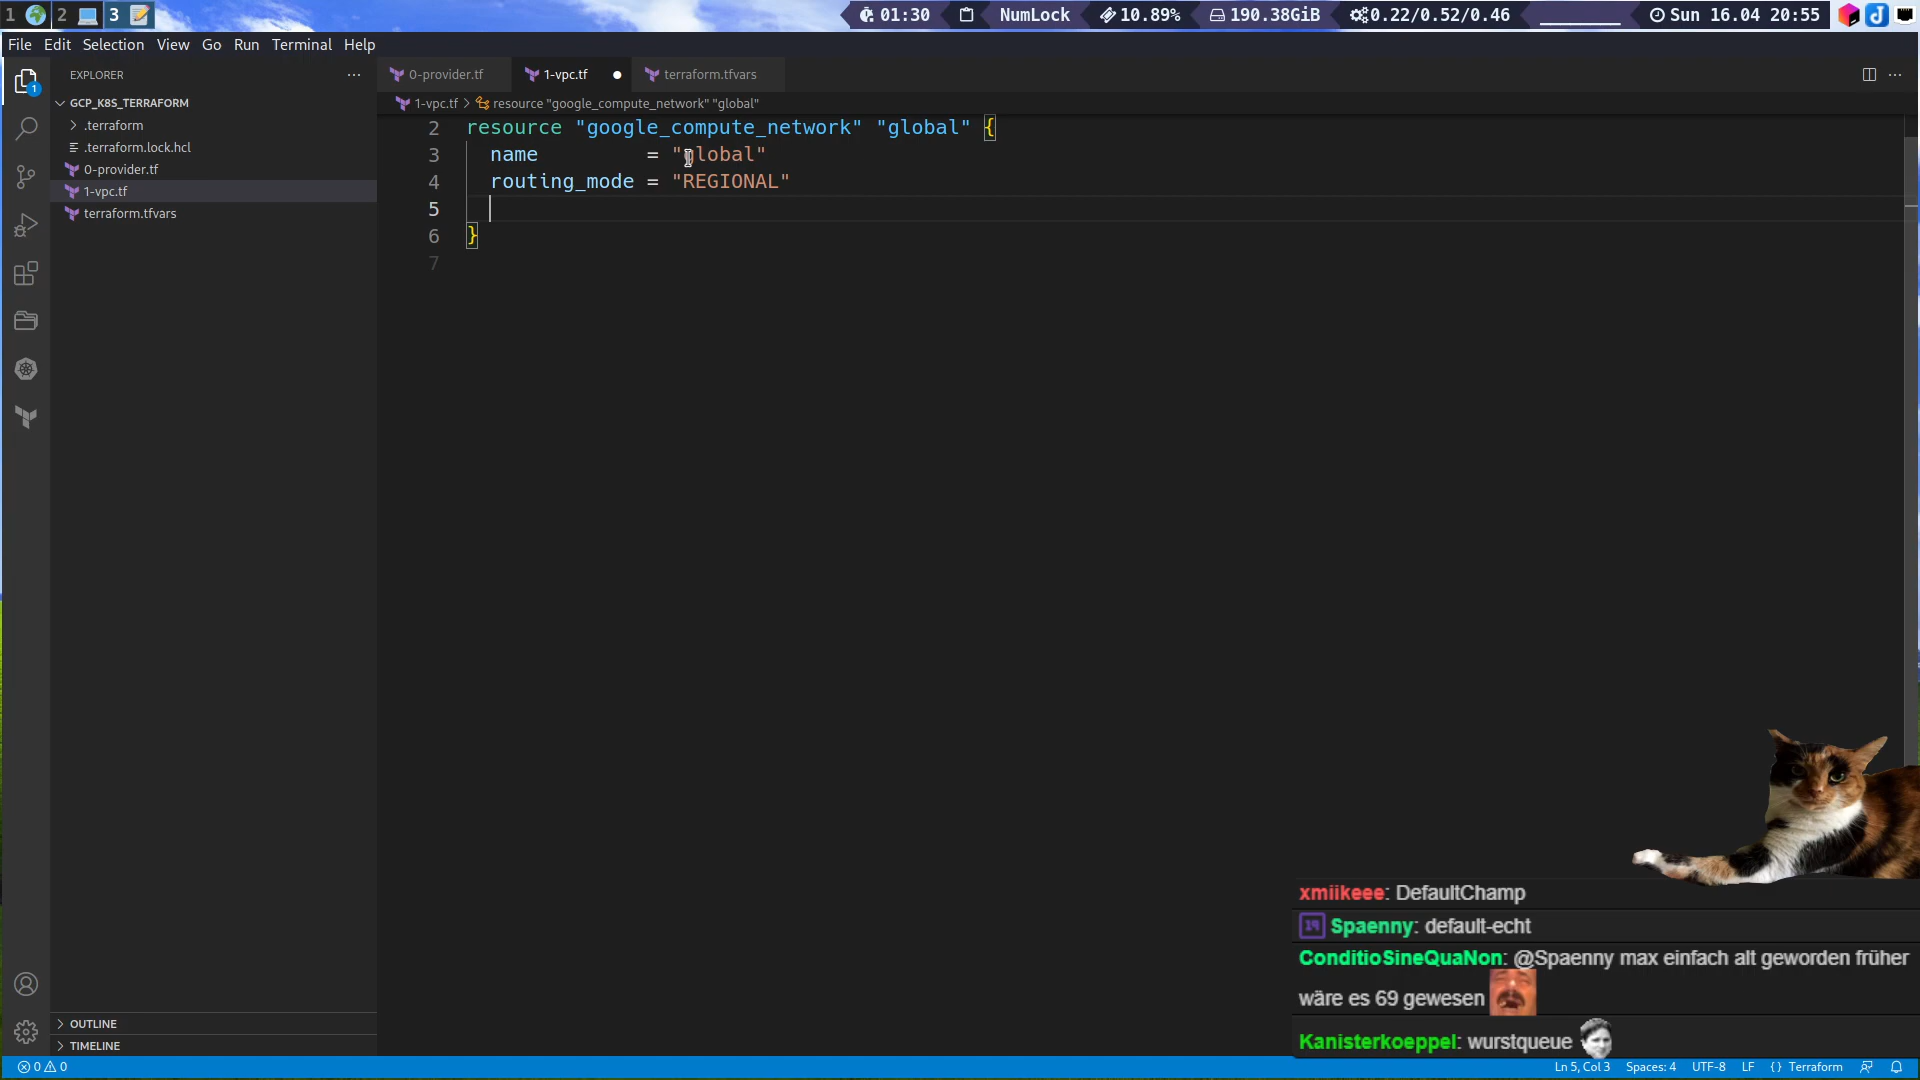 1 2 3 01:30 NumLock 10.89% 190.38GiB 0.22/0.52/0.46 Sun 16.04 20:55
File Edit Selection View Go Run Terminal Help
EXPLORER
0-provider.tf 1-vpc.tf terraform.tfvars
GCP_K8S_TERRAFORM
1-vpc.tf > resource "google_compute_network" "global"
.terraform
.terraform.lock.hcl
0-provider.tf
1-vpc.tf
terraform.tfvars
1
2 resource "google_compute_network" "global" {
3 name = "global"
4 routing_mode = "REGIONAL"
5
6 }
7
xmiikeee: DefaultChamp
19 Spaenny: default-echt
ConditioSineQuaNon: @Spaenny max einfach alt geworden früher
wäre es 69 gewesen
Kanisterkoeppel: wurstqueue
OUTLINE
TIMELINE
0 0 Ln 5, Col 3 Spaces: 4 UTF-8 LF {} Terraform